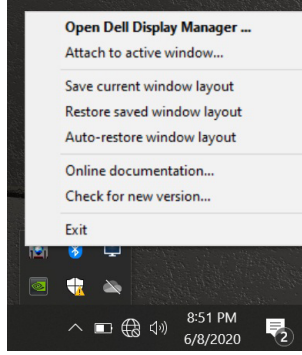 Open Dell Display Manager ...
Attach to active window...
Save current window layout
Restore saved window layout
Auto-restore window layout
Online documentation...
Check for new version...
Exit
8:51 PM
6/8/2020
2